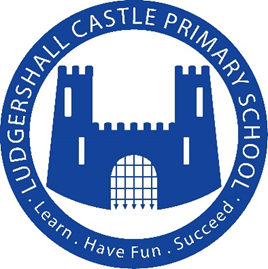 LUDGERSHALL CASTLE PRIMARY SCHOOL
. Learn . Have Fun . Succeed .